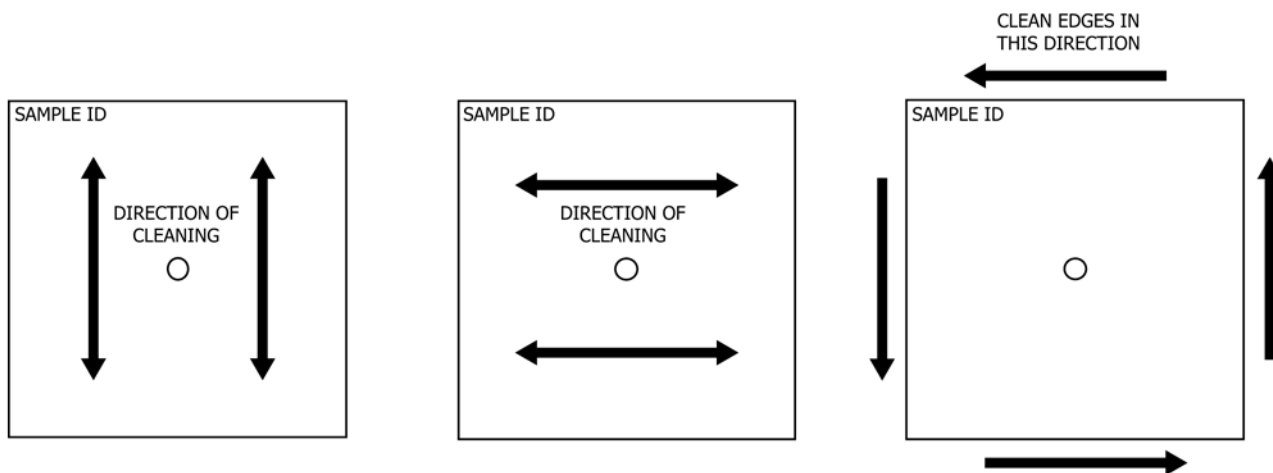 CLEAN EDGES IN
THIS DIRECTION
SAMPLE ID
DIRECTION OF
CLEANING
SAMPLE ID
DIRECTION OF
CLEANING
SAMPLE ID